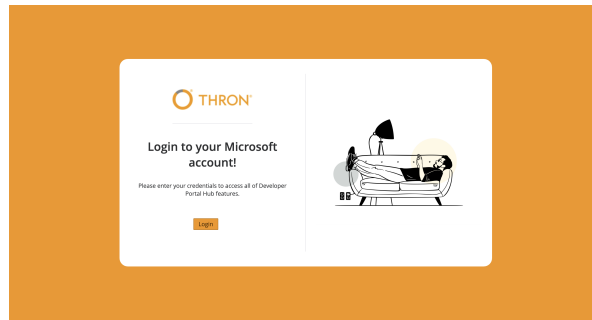 THRON
Login to your Microsoft
account!
Please enter your credentials to access all of Developer
Portal Hub features.
Login